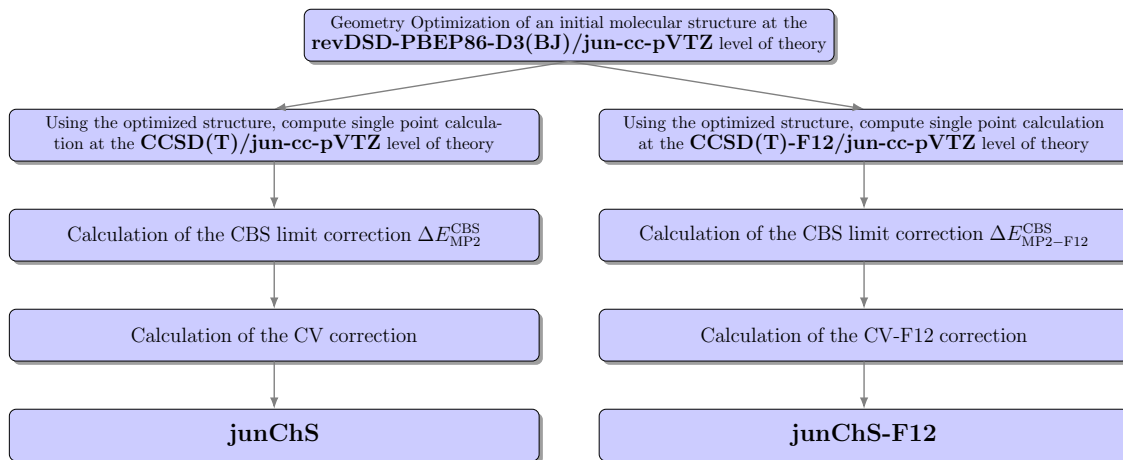 Geometry Optimization of an initial molecular structure at the
revDSD-PBEP86-D3(BJ)/jun-cc-pVTZ level of theory
Using the optimized structure, compute single point calcula-
tion at the CCSD(T)/jun-cc-pVTZ level of theory
Using the optimized structure, compute single point calculation
at the CCSD(T)-F12/jun-cc-pVTZ level of theory
Calculation of the CBS limit correction ΔE^CBS_MP2
Calculation of the CBS limit correction ΔE^CBS_MP2−F12
Calculation of the CV correction
Calculation of the CV-F12 correction
junChS
junChS-F12